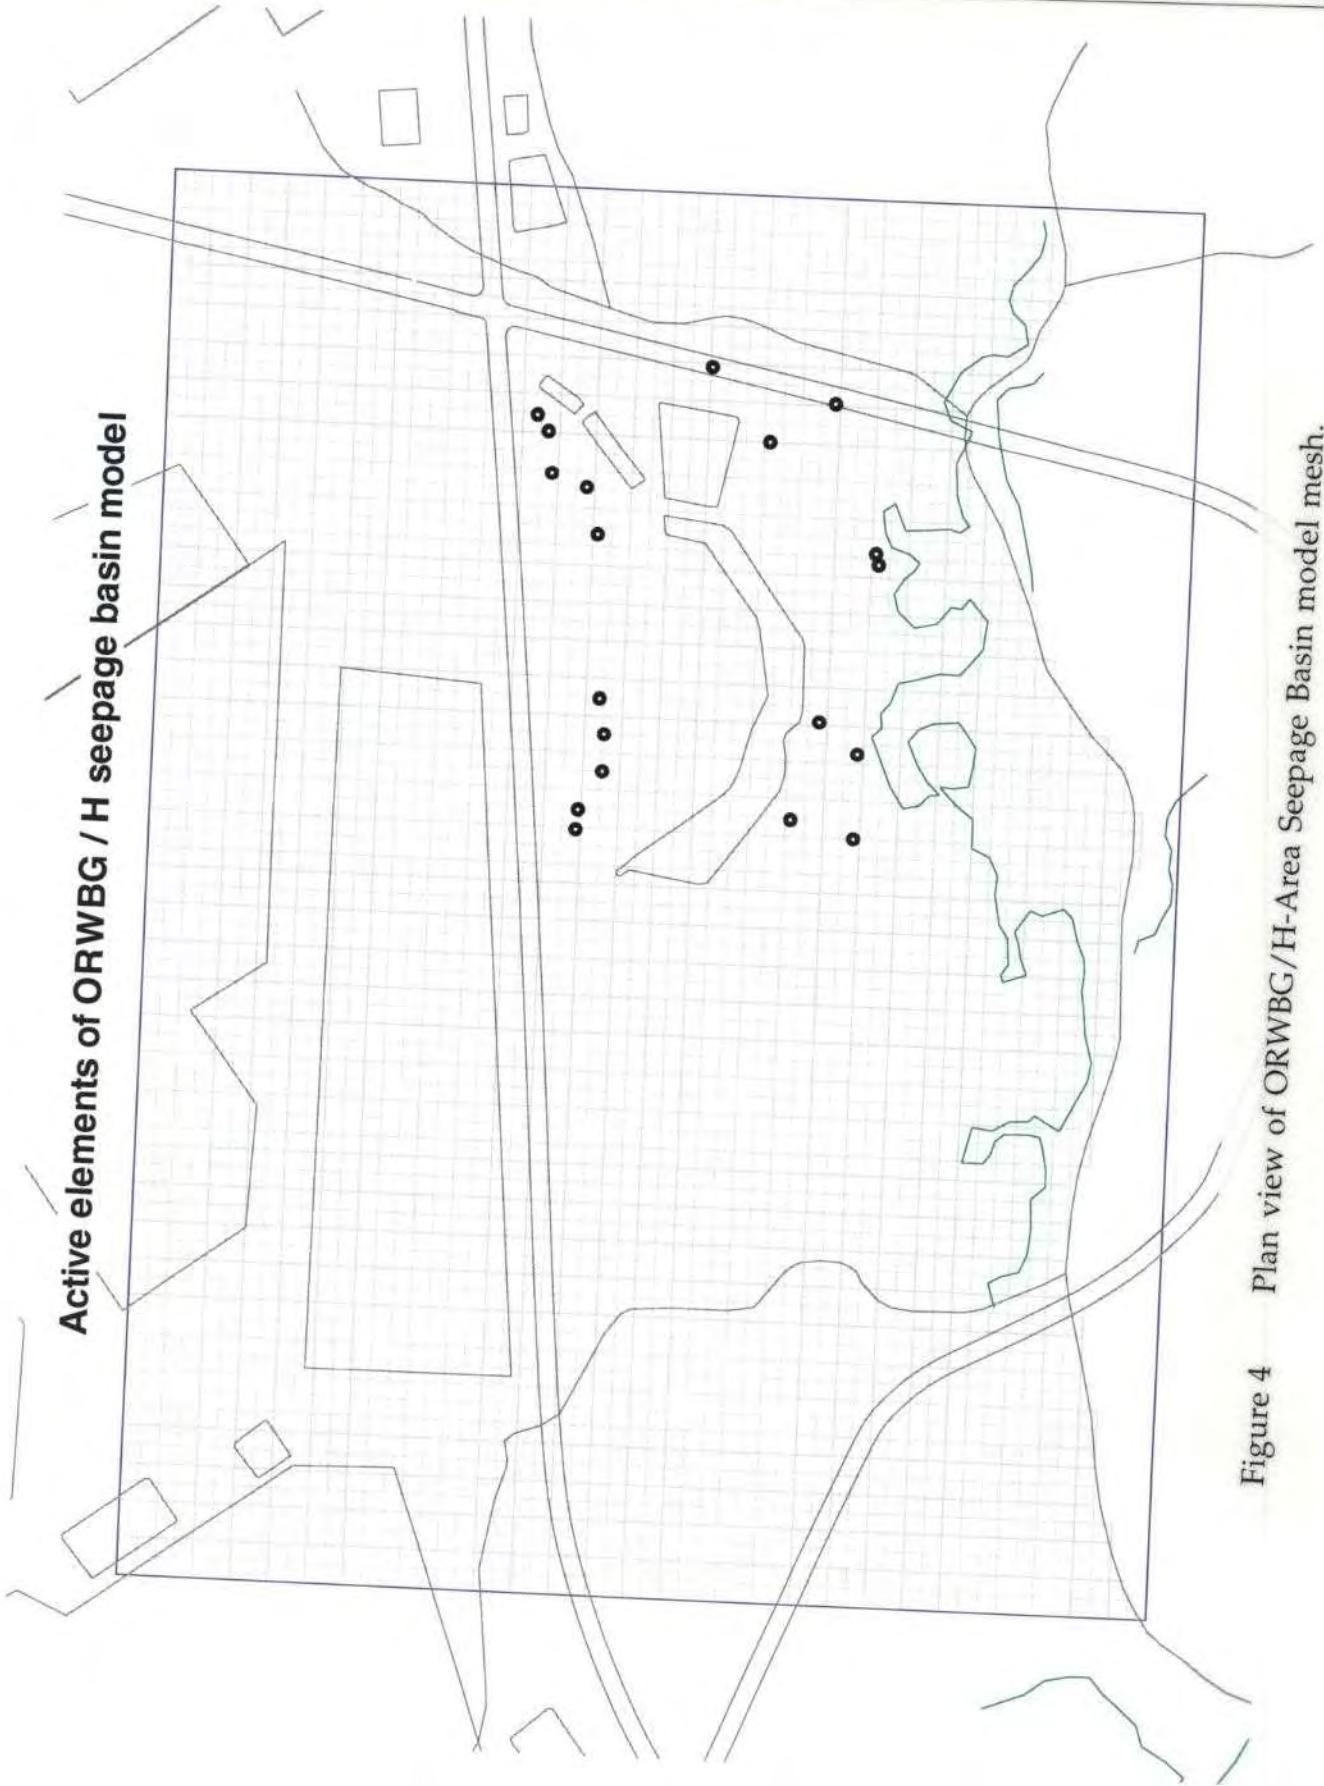 Active elements of ORWBG / H seepage basin model
Figure 4 Plan view of ORWBG/H-Area Seepage Basin model mesh.